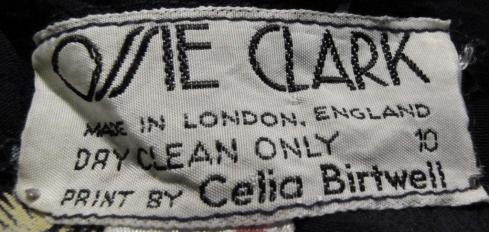 OSSIE CLARK
MADE IN LONDON, ENGLAND
DRY CLEAN ONLY 10
PRINT BY Celia Birtwell